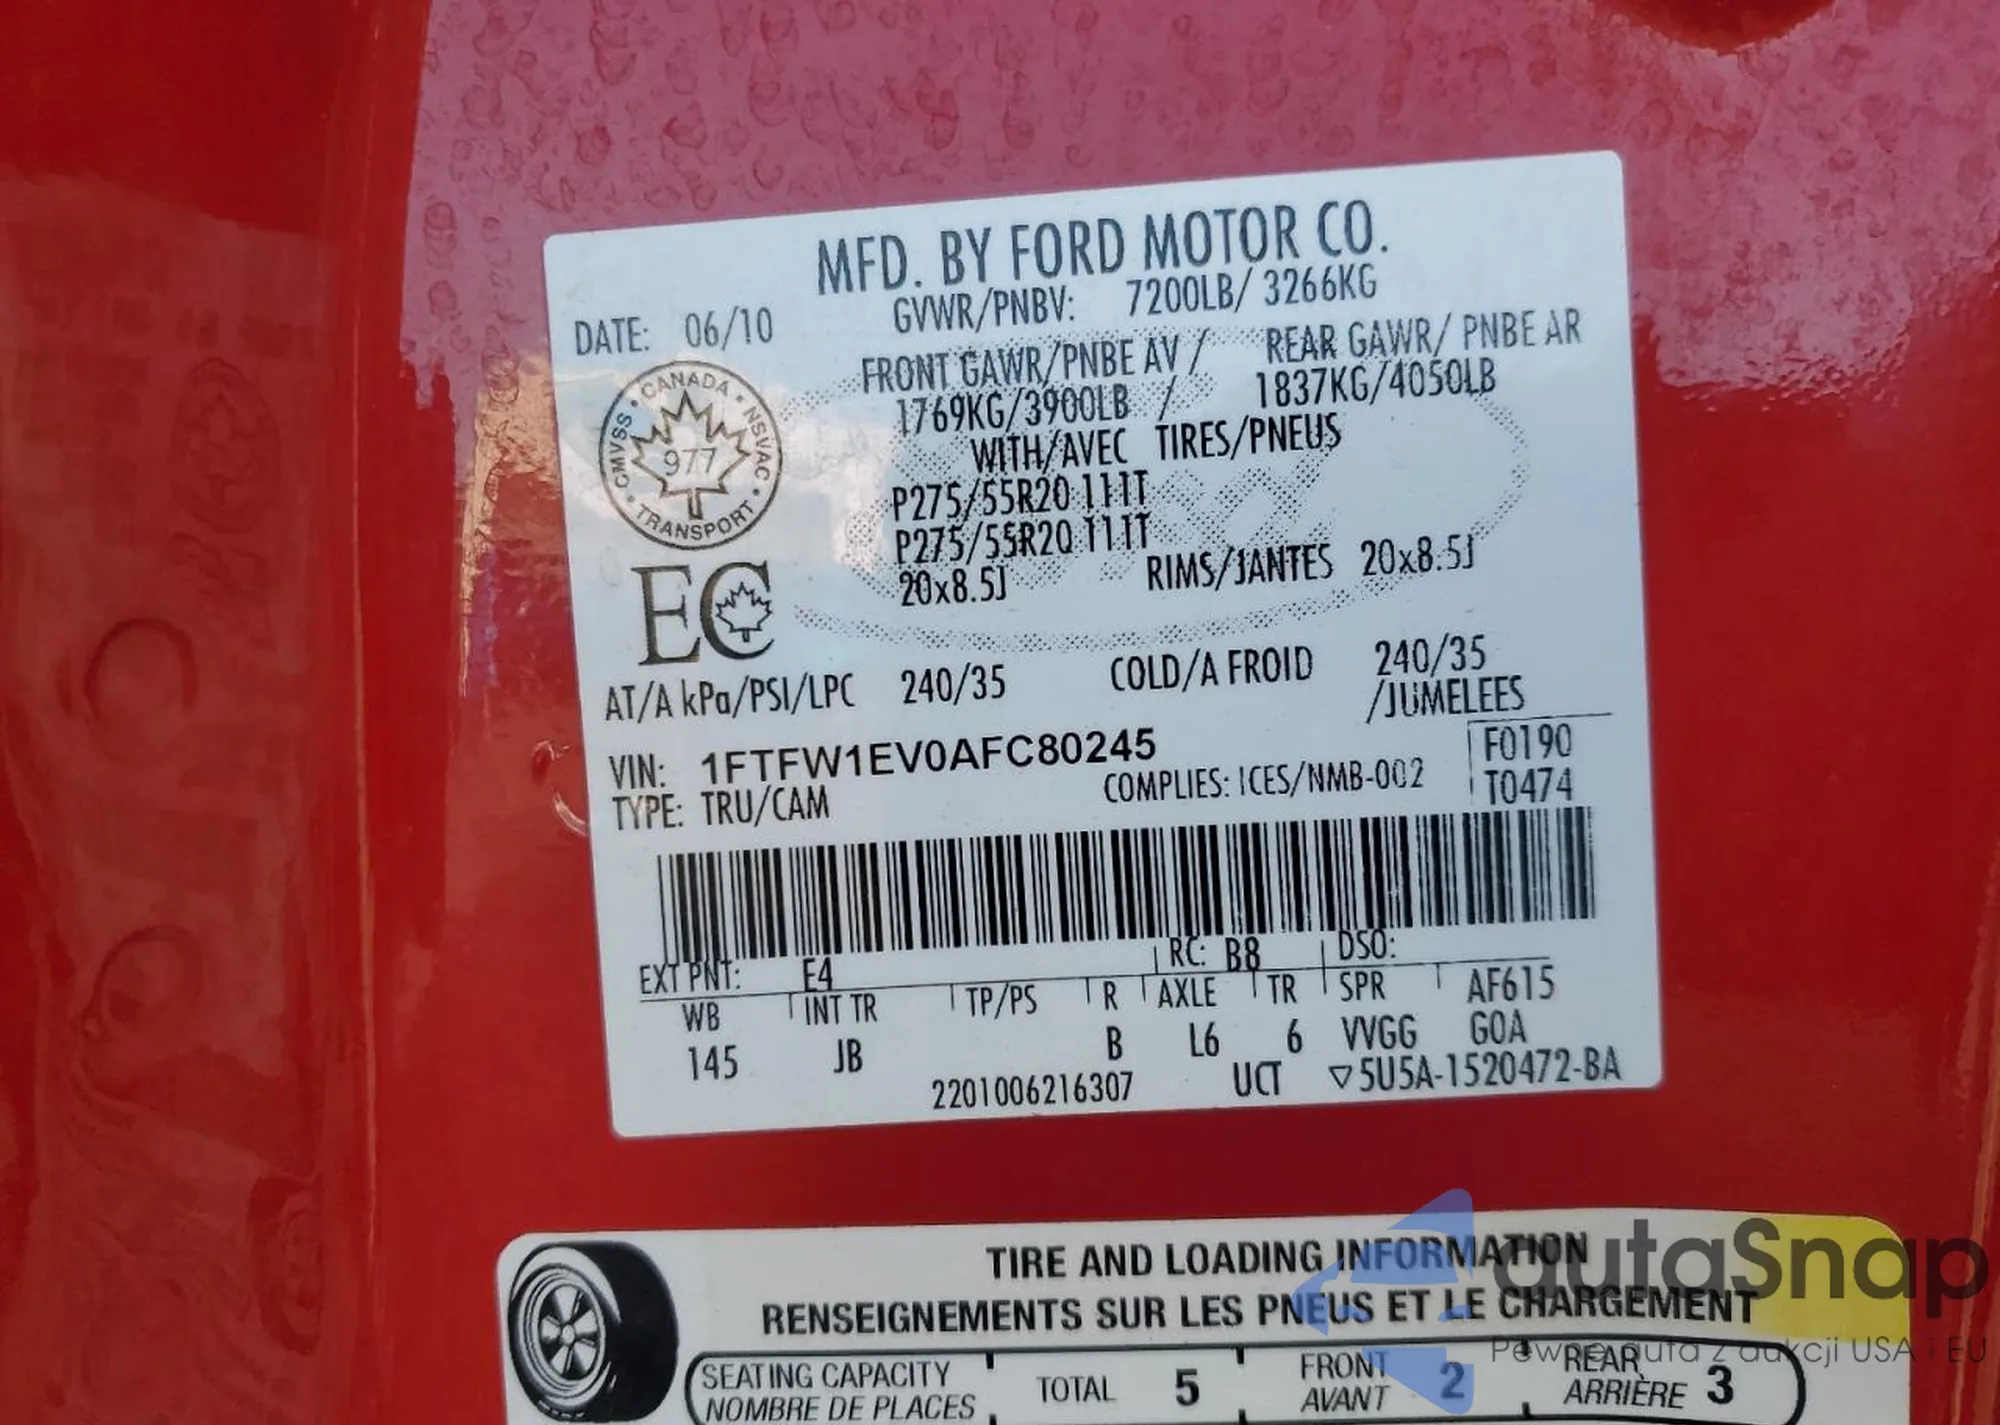 MFD. BY FORD MOTOR CO.
DATE: 06/10
GVWR/PNBV: 7200LB/ 3266KG
FRONT GAWR/PNBE AV / REAR GAWR/ PNBE AR
1769KG/3900LB / 1837KG/4050LB
WITH/AVEC TIRES/PNEUS
P275/55R20 111T
P275/55R20 111T
20x8.5J RIMS/JANTES 20x8.5J
CMVSS • CANADA • NSVAC • TRANSPORT •
977
EC
AT/A kPa/PSI/LPC 240/35 COLD/A FROID 240/35
/JUMELEES
VIN: 1FTFW1EV0AFC80245
F0190
TYPE: TRU/CAM COMPLIES: ICES/NMB-002 T0474
EXT PNT: E4 RC: B8 DSO:
WB INT TR TP/PS R AXLE TR SPR AF615
145 JB B L6 6 VVGG GOA
2201006216307 UCT ▽5U5A-1520472-BA
TIRE AND LOADING INFORMATION
RENSEIGNEMENTS SUR LES PNEUS ET LE CHARGEMENT
SEATING CAPACITY
NOMBRE DE PLACES
TOTAL 5
FRONT
AVANT 2
REAR
ARRIÈRE 3
autaSnap
Pewne auta z aukcji USA i EU